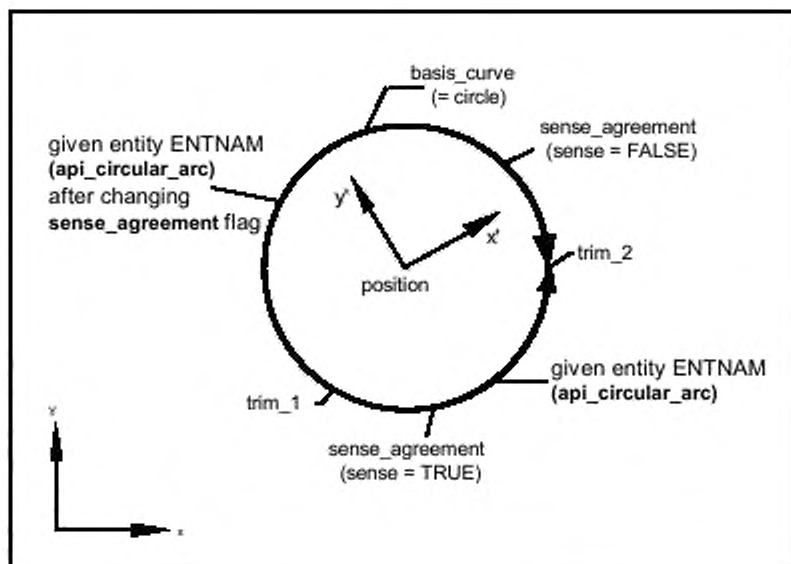 basis_curve
(= circle)
sense_agreement
(sense = FALSE)
given entity ENTNAM
(api_circular_arc)
after changing
sense_agreement flag
y'
x'
position
trim_2
given entity ENTNAM
(api_circular_arc)
trim_1
sense_agreement
(sense = TRUE)
Y
x